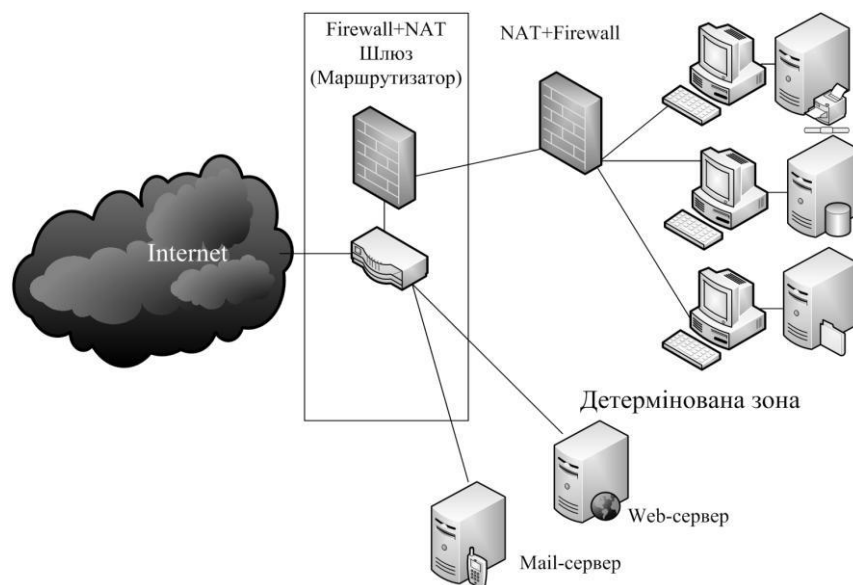 Firewall+NAT
Шлюз
(Маршрутизатор)
NAT+Firewall
Internet
Детермінована зона
Web-сервер
Mail-сервер